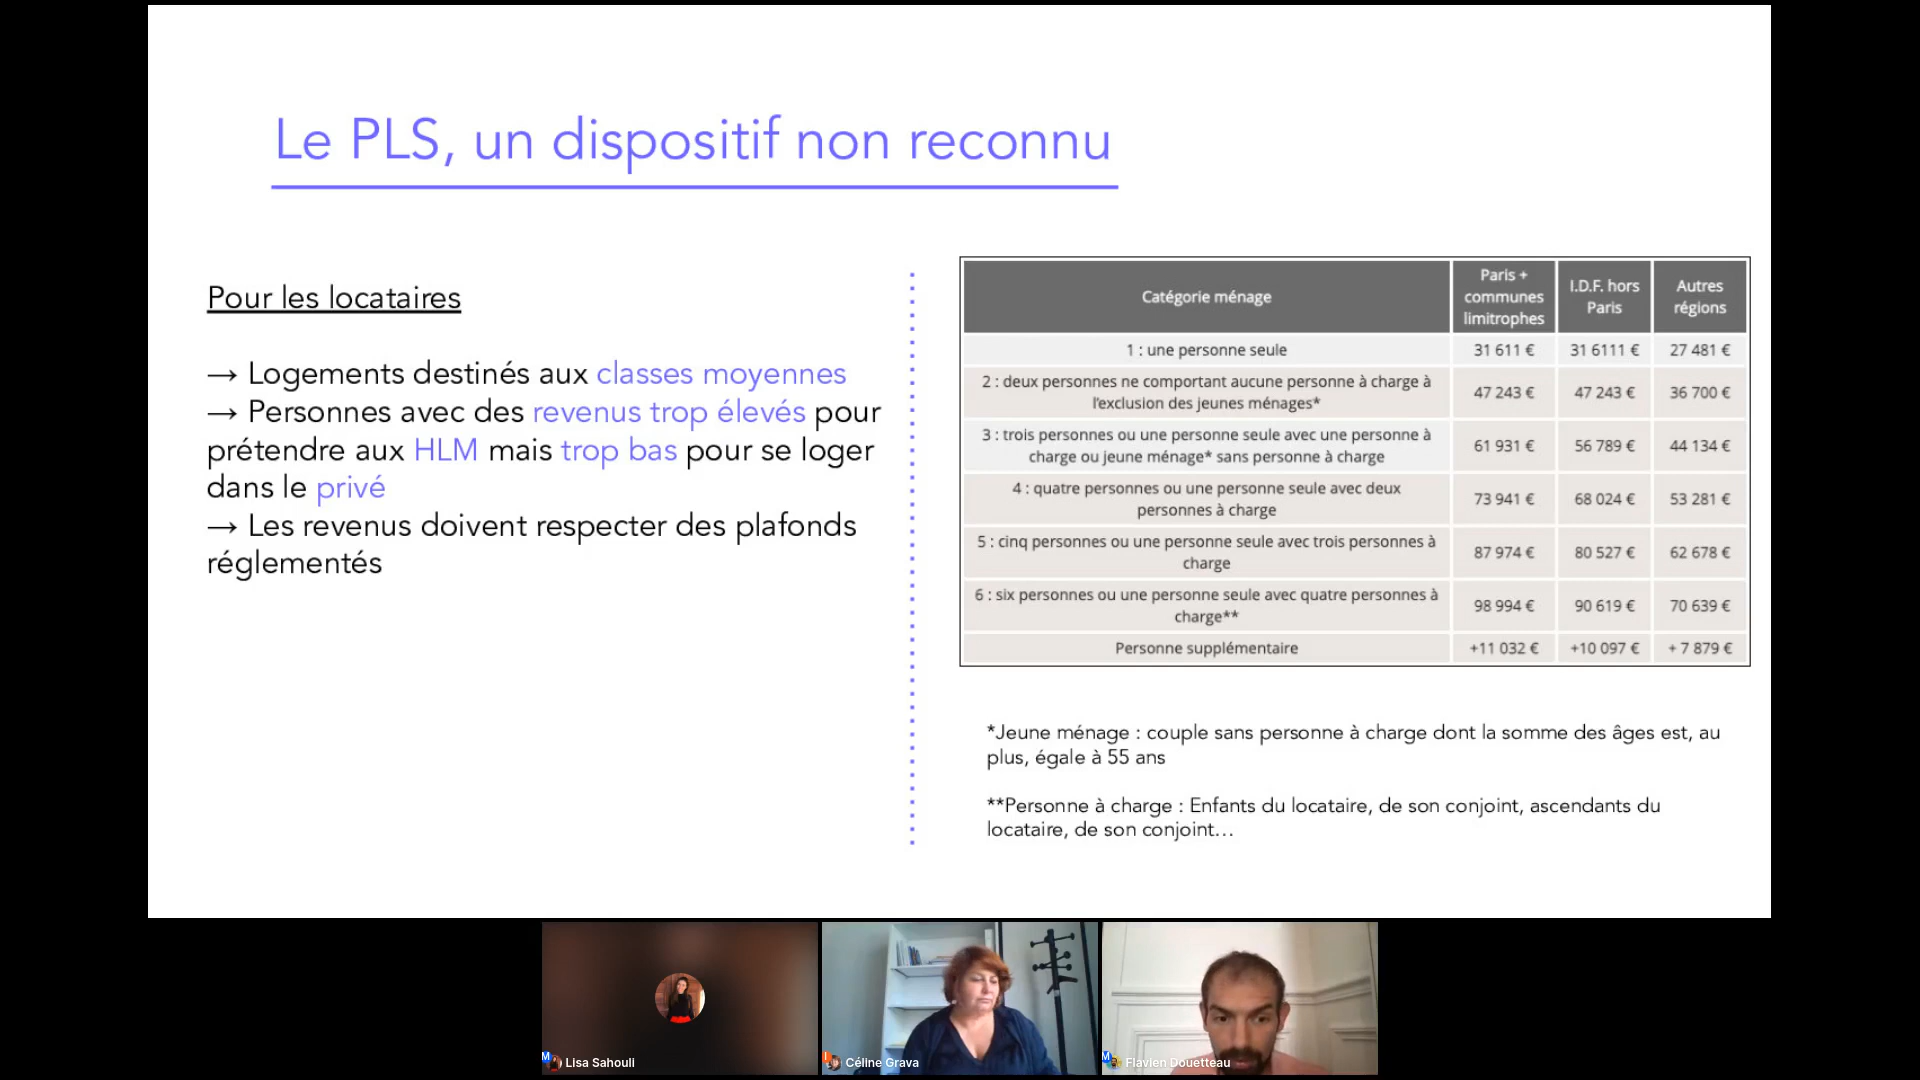 Le PLS, un dispositif non reconnu
Pour les locataires
→ Logements destinés aux classes moyennes
→ Personnes avec des revenus trop élevés pour
prétendre aux HLM mais trop bas pour se loger
dans le privé
→ Les revenus doivent respecter des plafonds
réglementés
Catégorie ménage
Paris +
communes
limitrophes
I.D.F. hors
Paris
Autres
régions
1 : une personne seule
31 611 €
31 6111 €
27 481 €
2 : deux personnes ne comportant aucune personne à charge à
l'exclusion des jeunes ménages*
47 243 €
47 243 €
36 700 €
3 : trois personnes ou une personne seule avec une personne à
charge ou jeune ménage* sans personne à charge
61 931 €
56 789 €
44 134 €
4 : quatre personnes ou une personne seule avec deux
personnes à charge
73 941 €
68 024 €
53 281 €
5 : cinq personnes ou une personne seule avec trois personnes à
charge
87 974 €
80 527 €
62 678 €
6 : six personnes ou une personne seule avec quatre personnes à
charge**
98 994 €
90 619 €
70 639 €
Personne supplémentaire
+11 032 €
+10 097 €
+ 7 879 €
*Jeune ménage : couple sans personne à charge dont la somme des âges est, au
plus, égale à 55 ans
**Personne à charge : Enfants du locataire, de son conjoint, ascendants du
locataire, de son conjoint…
Lisa Sahouli
Céline Grava
Flavien Douetteau